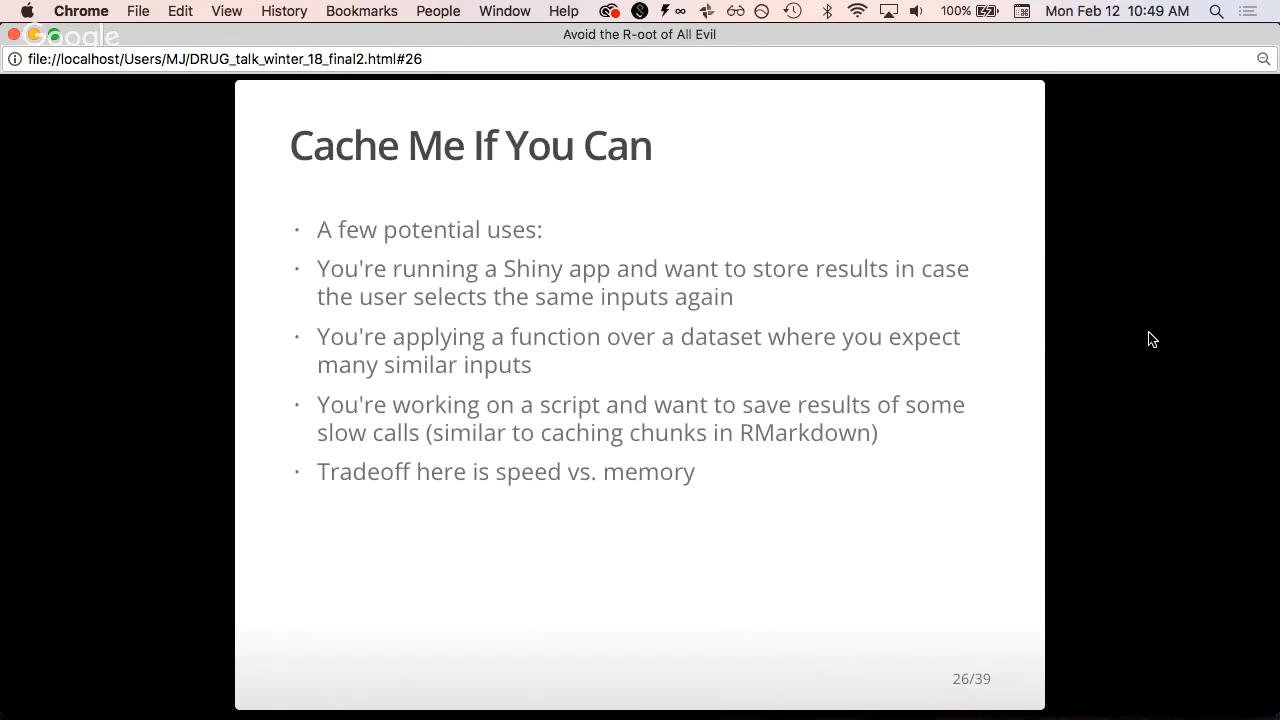 Chrome File Edit View History Bookmarks People Window Help 100% Mon Feb 12 10:49 AM
Google
Avoid the R-oot of All Evil
file://localhost/Users/MJ/DRUG_talk_winter_18_final2.html#26
Cache Me If You Can
· A few potential uses:
· You're running a Shiny app and want to store results in case
the user selects the same inputs again
· You're applying a function over a dataset where you expect
many similar inputs
· You're working on a script and want to save results of some
slow calls (similar to caching chunks in RMarkdown)
· Tradeoff here is speed vs. memory
26/39